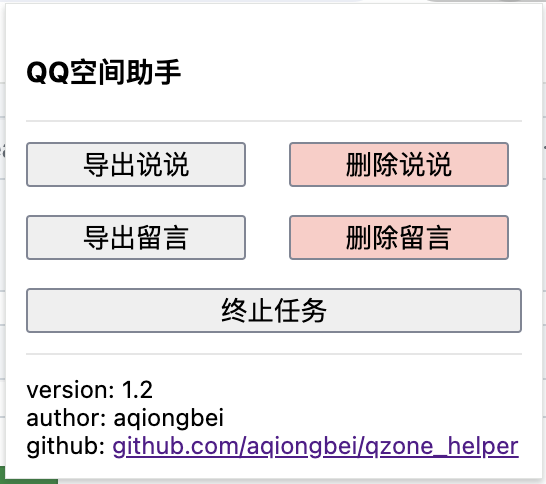 QQ空间助手
导出说说 删除说说
导出留言 删除留言
终止任务
version: 1.2
author: aqiongbei
github: github.com/aqiongbei/qzone_helper